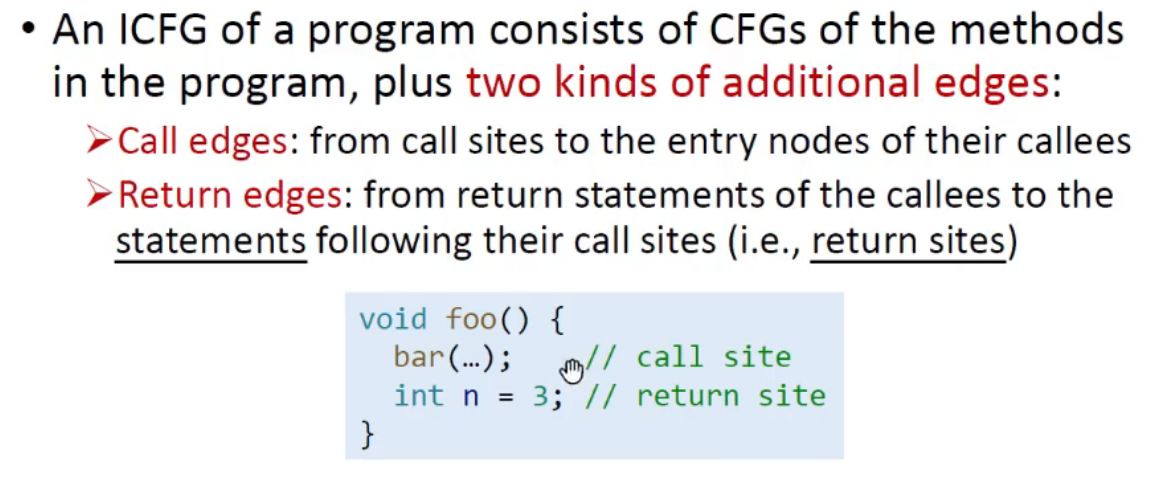 • An ICFG of a program consists of CFGs of the methods
in the program, plus two kinds of additional edges:
➢Call edges: from call sites to the entry nodes of their callees
➢Return edges: from return statements of the callees to the
statements following their call sites (i.e., return sites)
void foo() {
bar(…); // call site
int n = 3; // return site
}